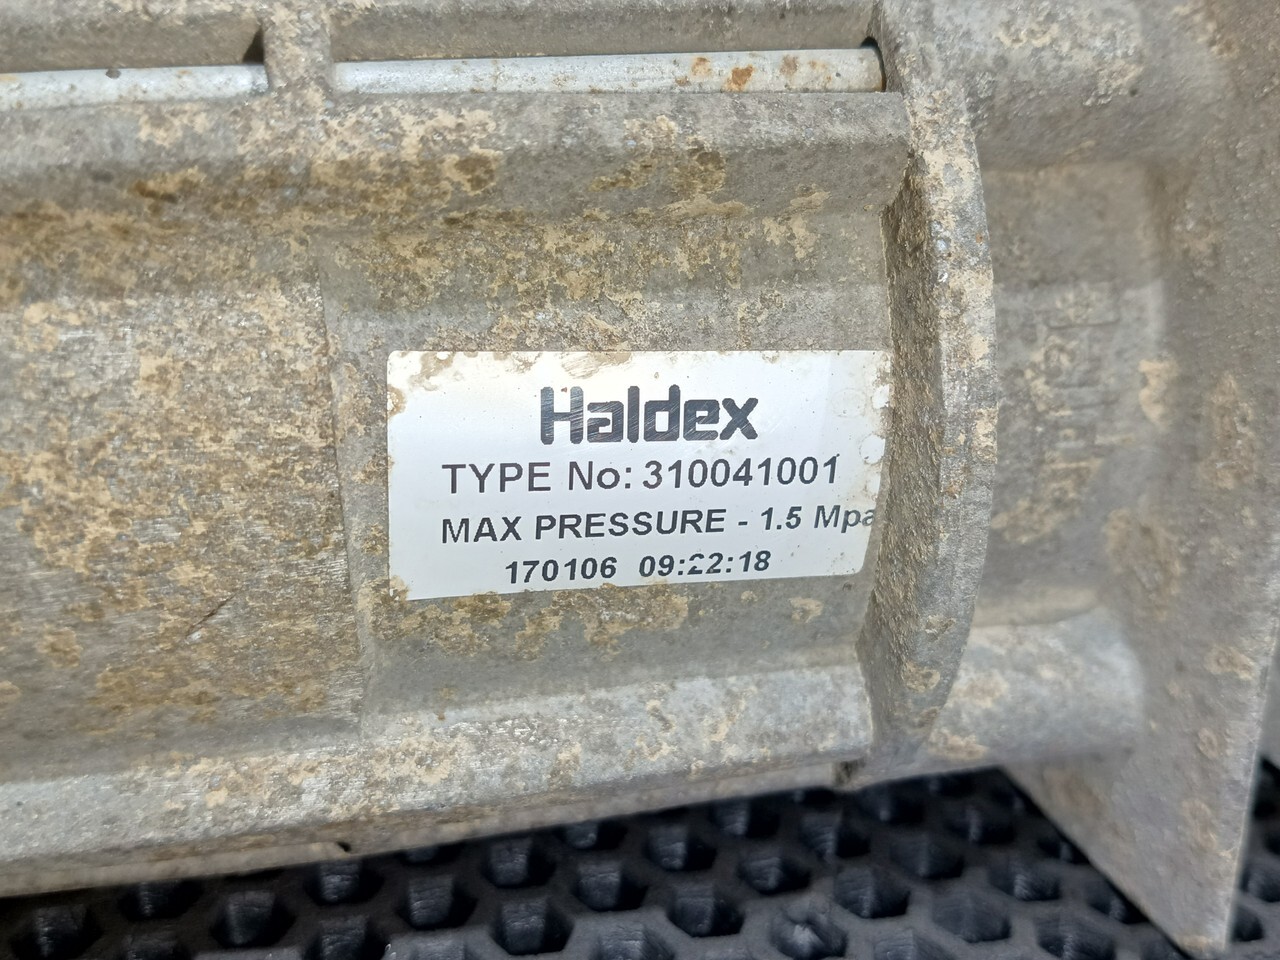 Haldex
TYPE No: 310041001
MAX PRESSURE - 1.5 Mpa
170106 09:22:18